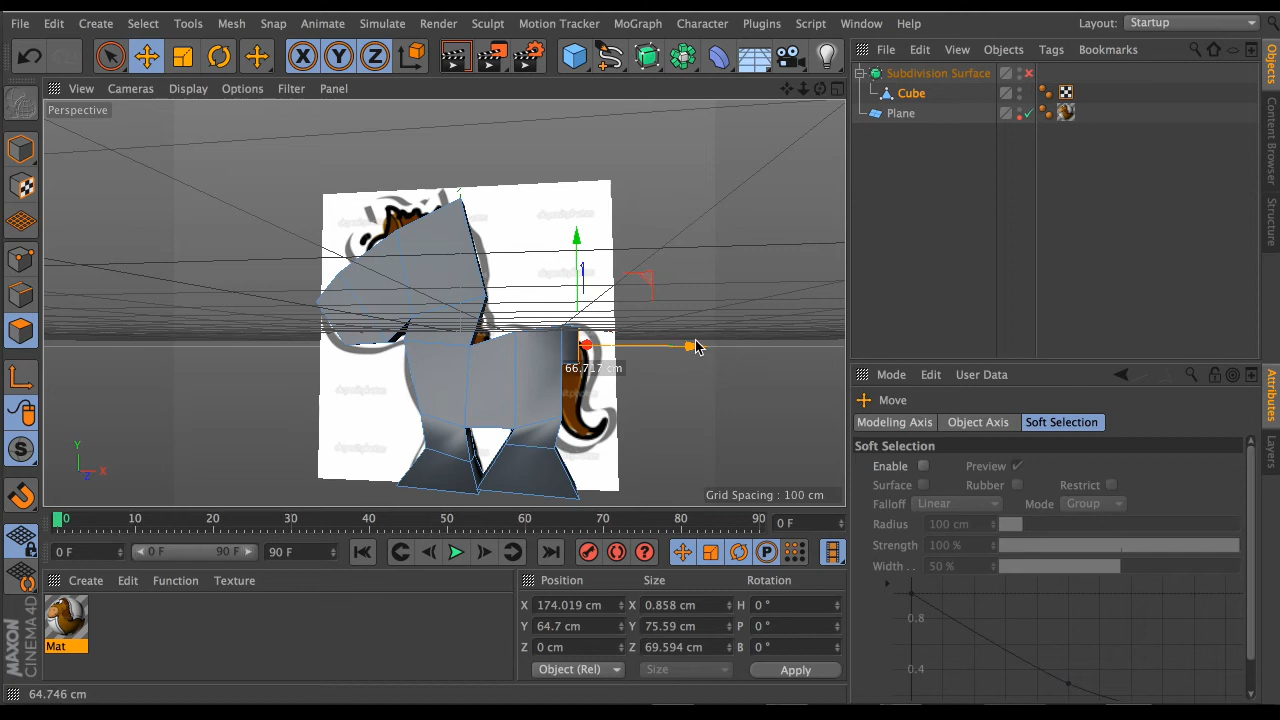 File Edit Create Select Tools Mesh Snap Animate Simulate Render Sculpt Motion Tracker MoGraph Character Plugins Script Window Help Layout: Startup
X Y Z
File Edit View Objects Tags Bookmarks
Subdivision Surface
Cube
Plane
Objects
Content Browser
Structure
View Cameras Display Options Filter Panel
Perspective
depositphotos
66.717 cm
Y
X
Z
Grid Spacing : 100 cm
0 10 20 30 40 50 60 70 80 90 0 F
0 F 0 F 90 F 90 F
Mode Edit User Data
Move
Modeling Axis Object Axis Soft Selection
Soft Selection
Enable Preview
Surface Rubber Restrict
Falloff Linear Mode Group
Radius 100 cm
Strength 100 %
Width . . 50 %
0.8
0.4
Attributes
Layers
Create Edit Function Texture
Mat
Position Size Rotation
X 174.019 cm X 0.858 cm H 0 °
Y 64.7 cm Y 75.59 cm P 0 °
Z 0 cm Z 69.594 cm B 0 °
Object (Rel) Size Apply
MAXON
CINEMA 4D
64.746 cm